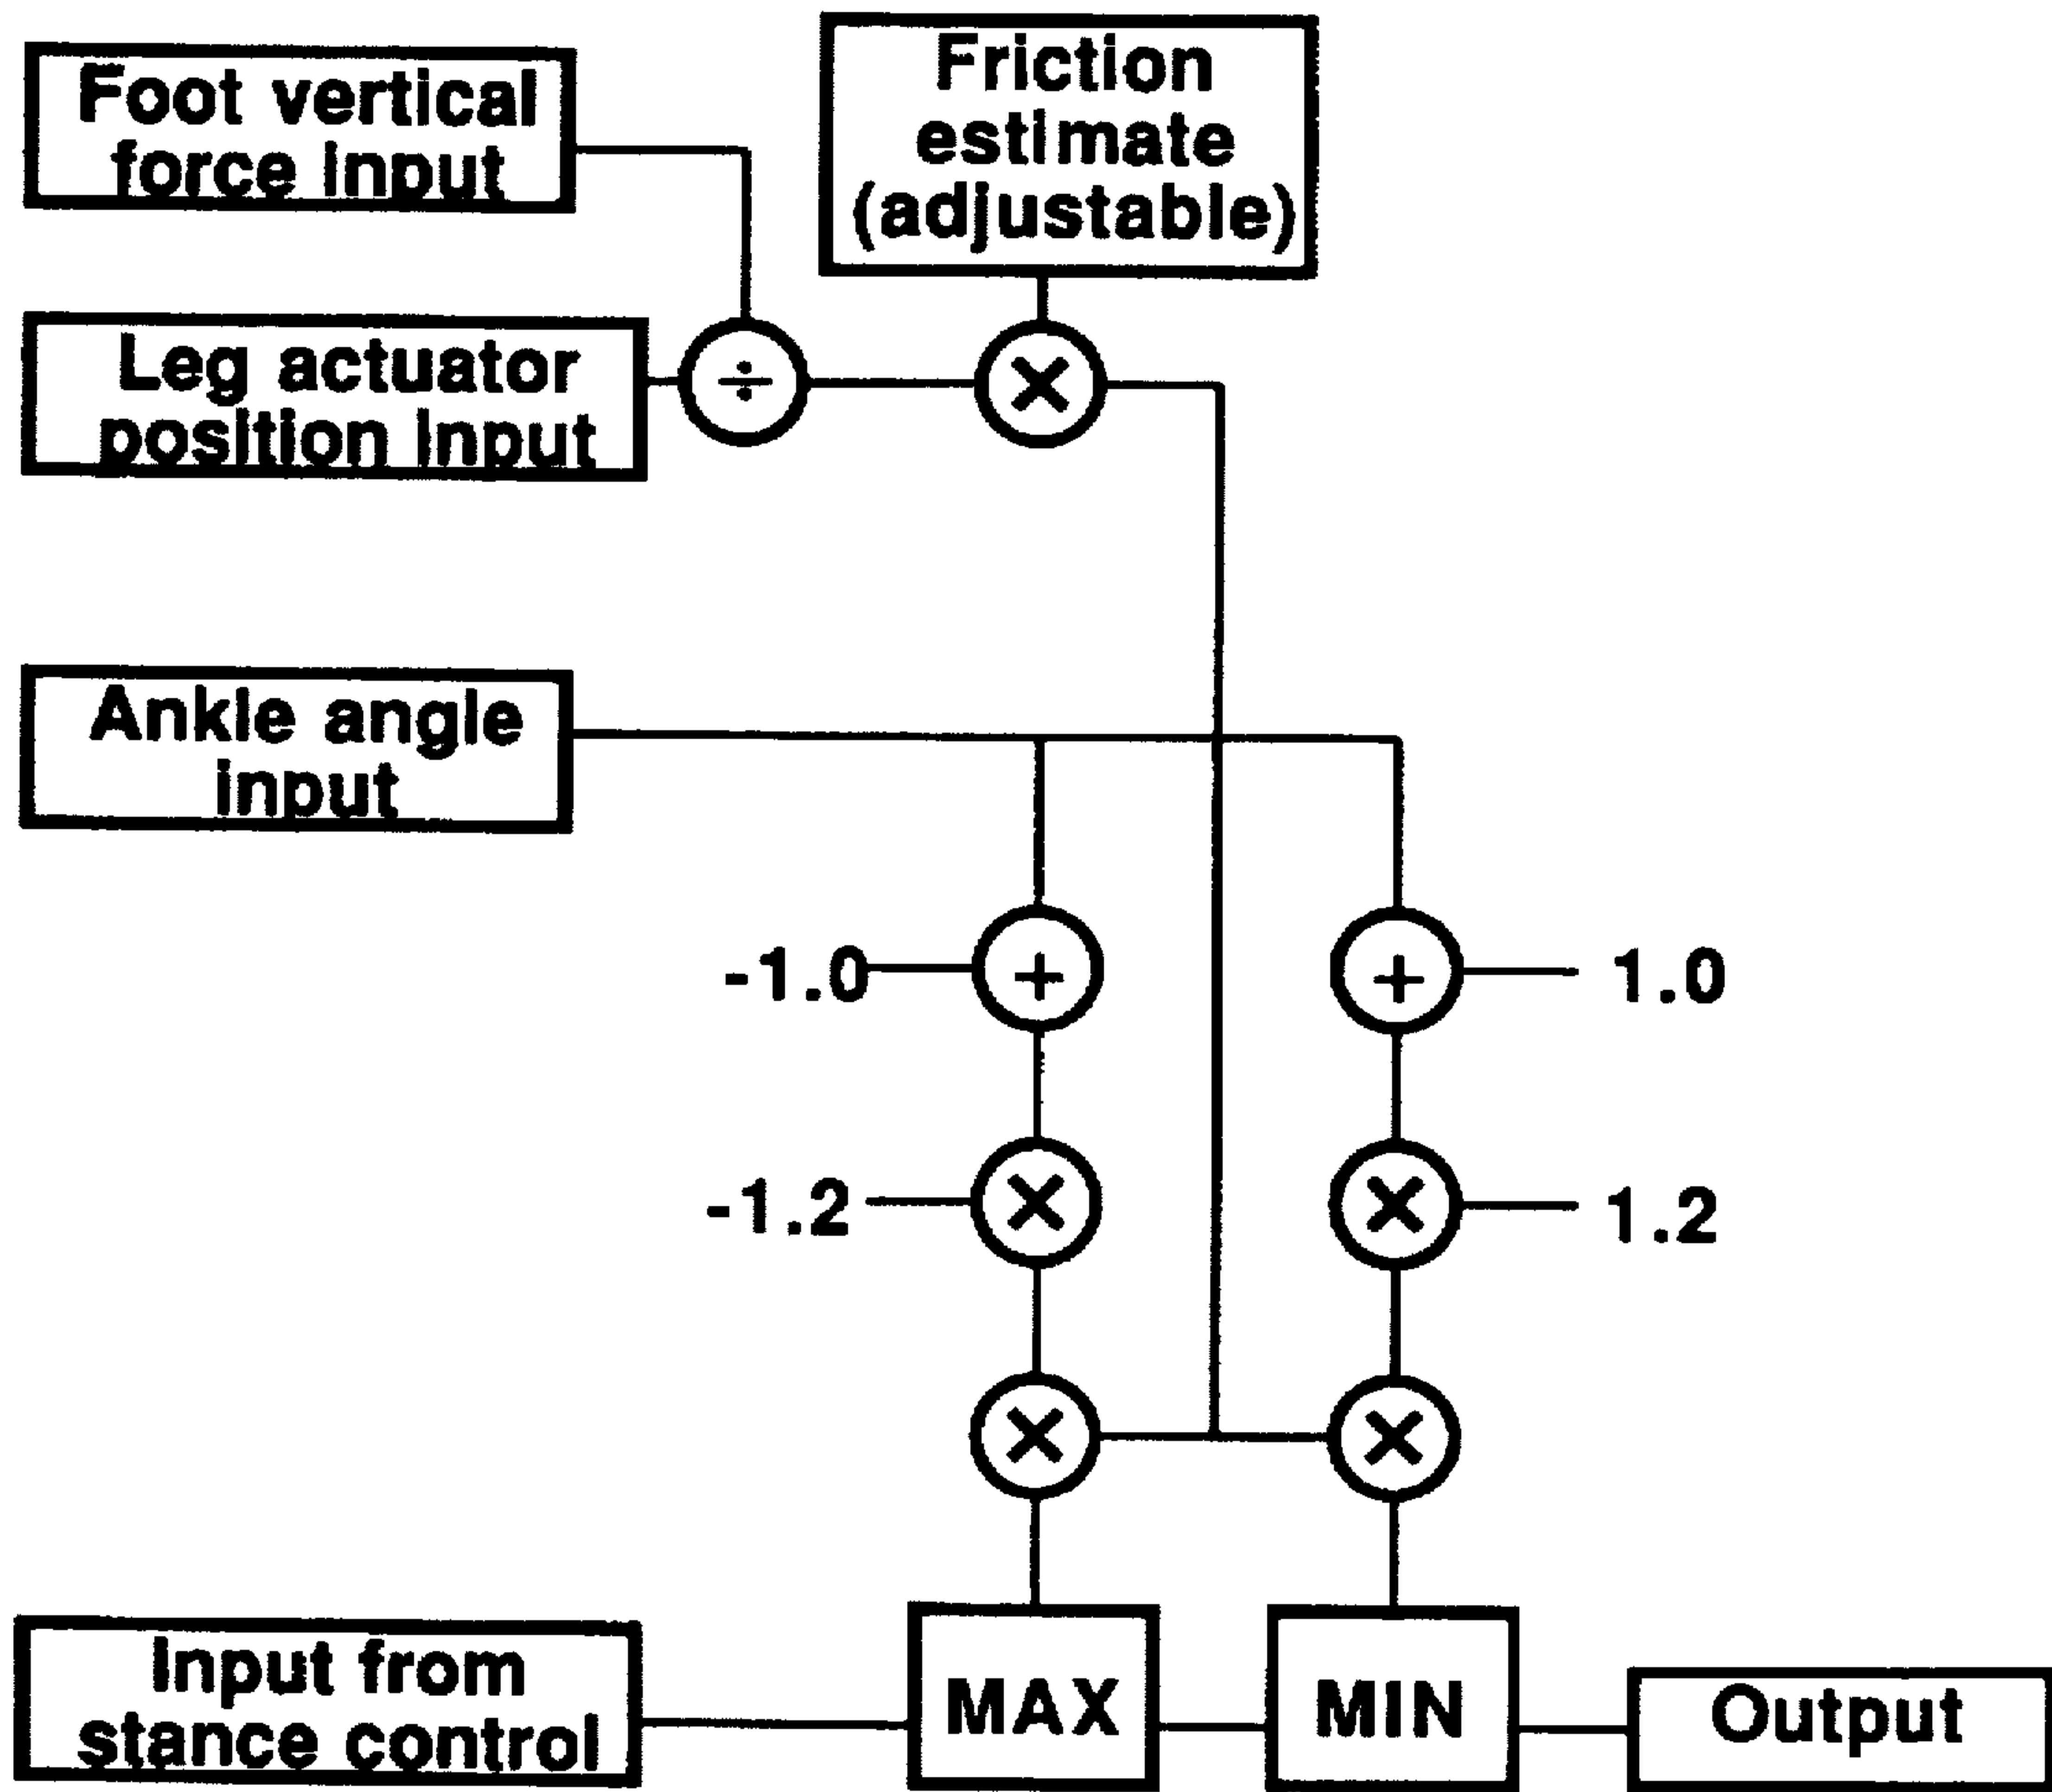 Foot vertical
force input
Friction
estimate
(adjustable)
Leg actuator
position input
÷
×
Ankle angle
input
-1.0
+
+
1.0
-1.2
×
×
1.2
×
×
Input from
stance control
MAX
MIN
Output